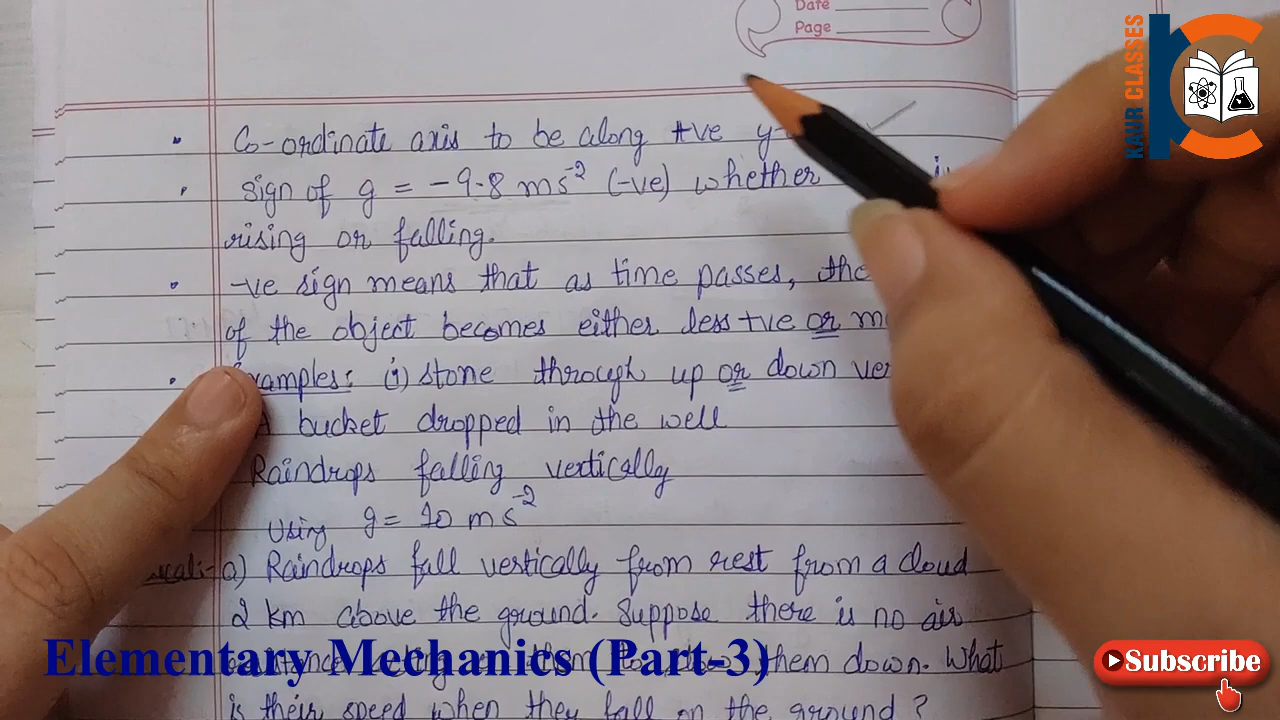 Date
Page
KAUR CLASSES
Co-ordinate axis to be along +ve y-
sign of g = -9.8 ms⁻² (-ve) whether
rising or falling.
-ve sign means that as time passes, the
of the object becomes either less +ve or
Examples: (i) stone through up or down
A bucket dropped in the well
Raindrops falling vertically
Using g = 10 ms⁻²
a) Raindrops fall vertically from rest from a cloud
2 km above the ground. Suppose there is no air
Elementary Mechanics (Part-3)
them down. What
is their speed when they fall on the ground?
Subscribe